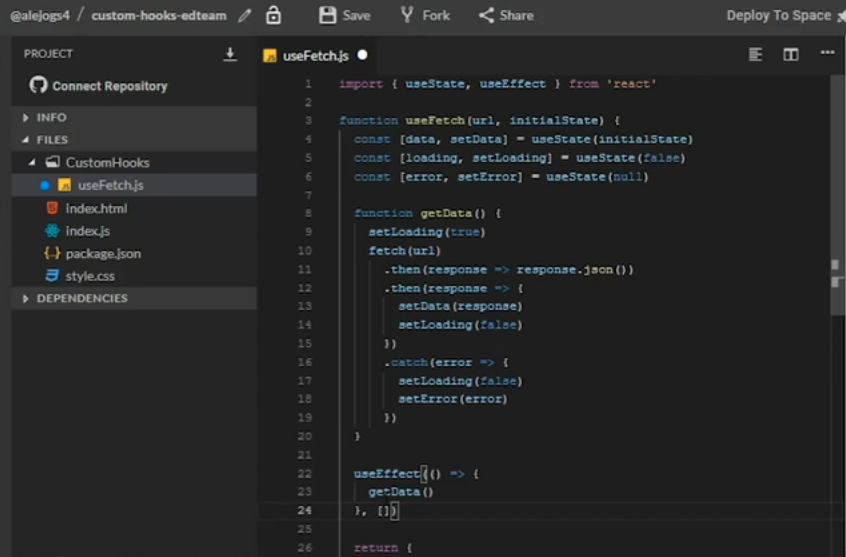 @alejogs4 / custom-hooks-edteam Save Fork Share Deploy To Space
PROJECT
Connect Repository
INFO
FILES
CustomHooks
useFetch.js
index.html
index.js
package.json
style.css
DEPENDENCIES
useFetch.js
1 import { useState, useEffect } from 'react'
2
3 function useFetch(url, initialState) {
4 const [data, setData] = useState(initialState)
5 const [loading, setLoading] = useState(false)
6 const [error, setError] = useState(null)
7
8 function getData() {
9 setLoading(true)
10 fetch(url)
11 .then(response => response.json())
12 .then(response => {
13 setData(response)
14 setLoading(false)
15 })
16 .catch(error => {
17 setLoading(false)
18 setError(error)
19 })
20 }
21
22 useEffect(() => {
23 getData()
24 }, [])
25
26 return {